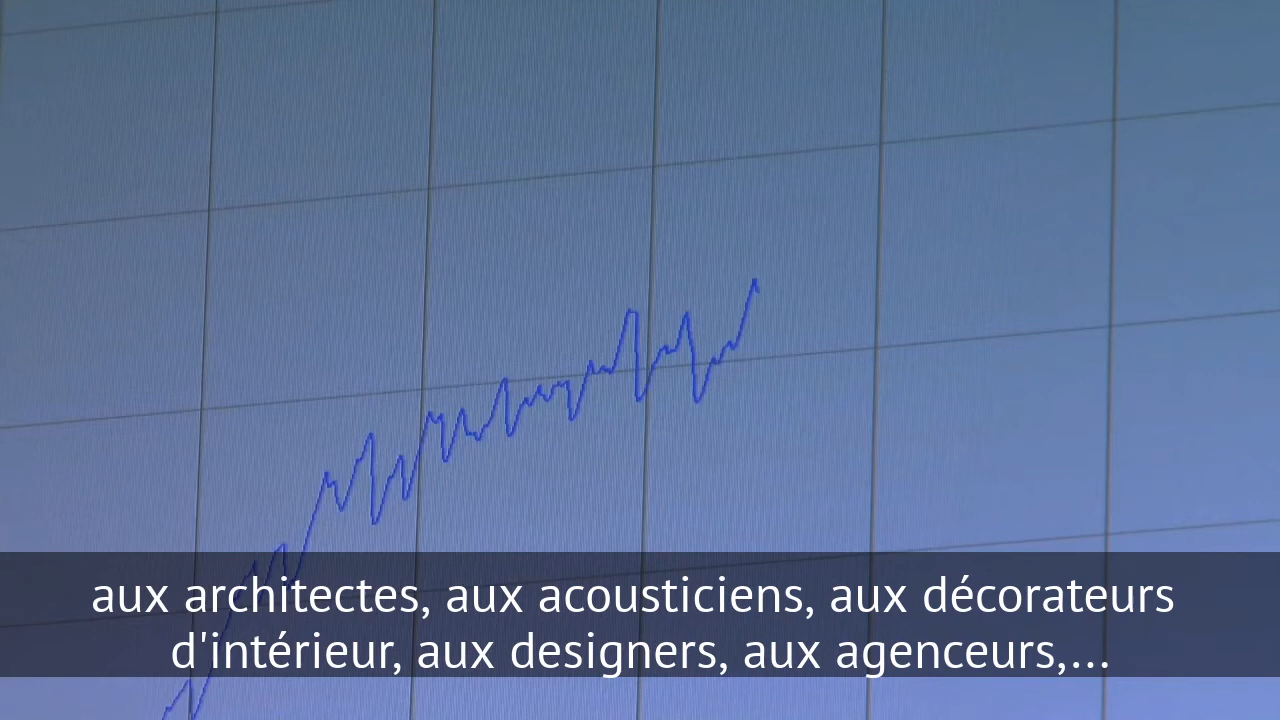 aux architectes, aux acousticiens, aux décorateurs
d'intérieur, aux designers, aux agenceurs,...